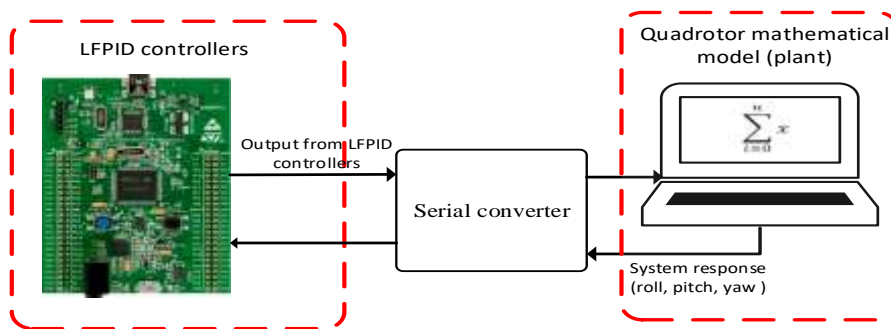 LFPID controllers
Quadrotor mathematical
model (plant)
Output from LFPID
controllers
Serial converter
System response
(roll, pitch, yaw )